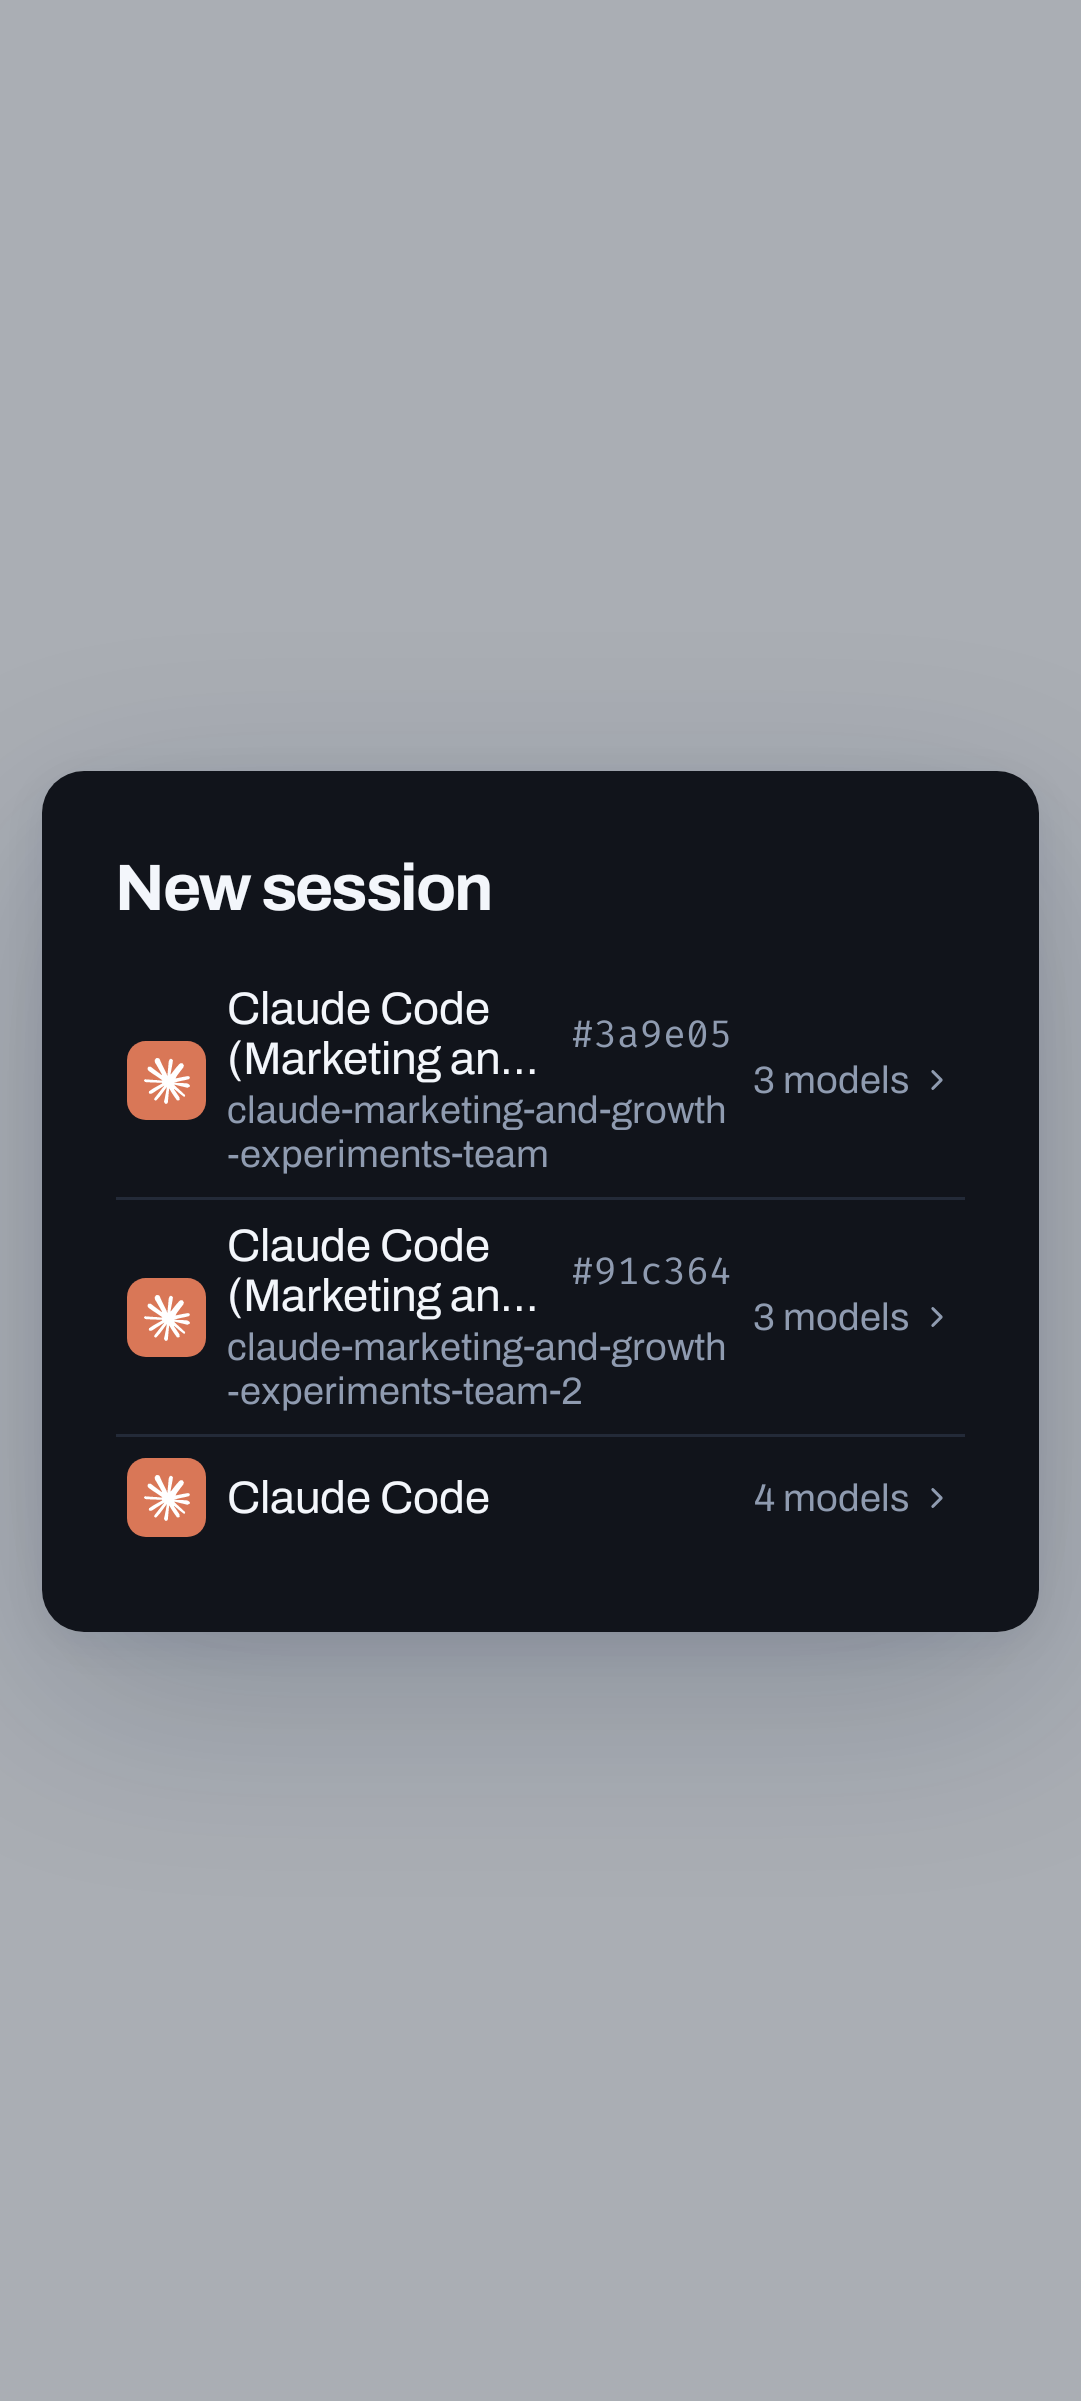 New session
Claude Code
(Marketing an...
#3a9e05
claude-marketing-and-growth
-experiments-team
3 models
Claude Code
(Marketing an...
#91c364
claude-marketing-and-growth
-experiments-team-2
3 models
Claude Code
4 models